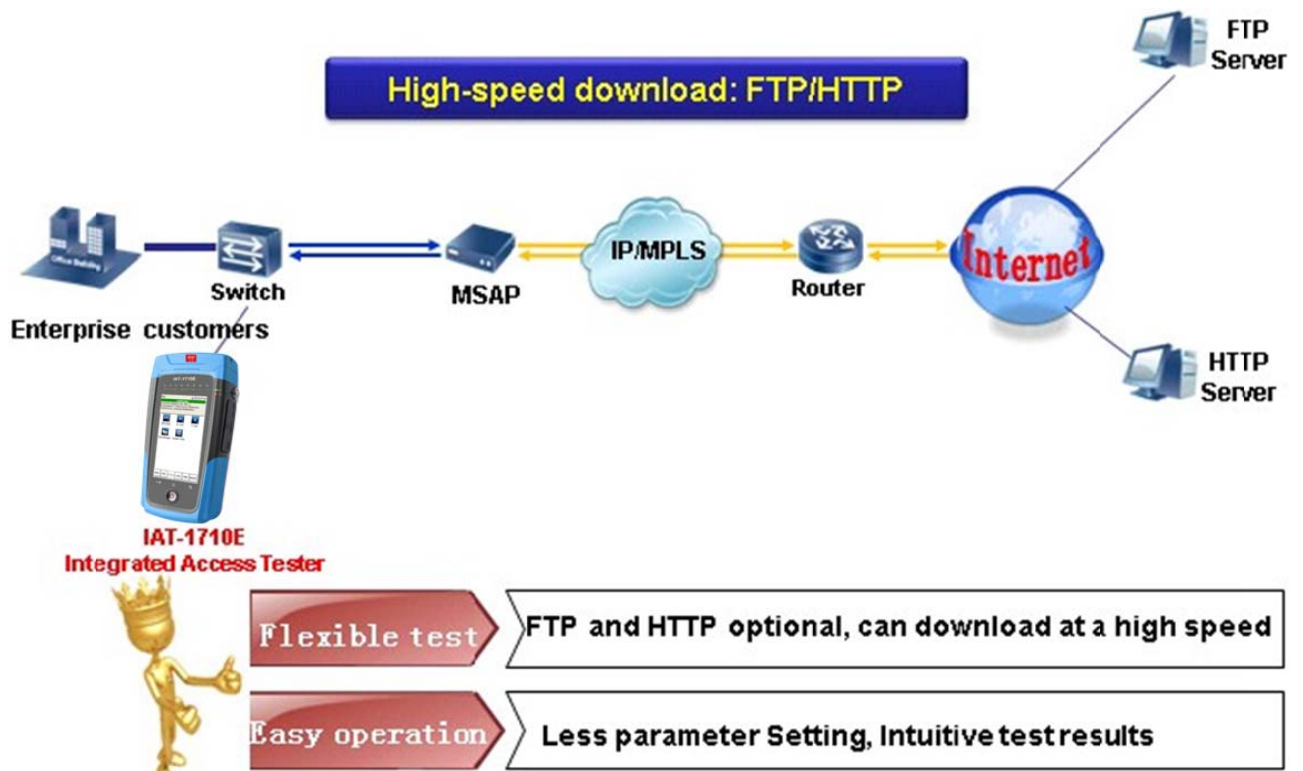 FTP
Server
High-speed download: FTP/HTTP
Office Building
Switch
MSAP
IP/MPLS
Router
Internet
Enterprise customers
HTTP
Server
IAT-1710E
IAT-1710E
Integrated Access Tester
Flexible test
FTP and HTTP optional, can download at a high speed
Easy operation
Less parameter Setting, Intuitive test results